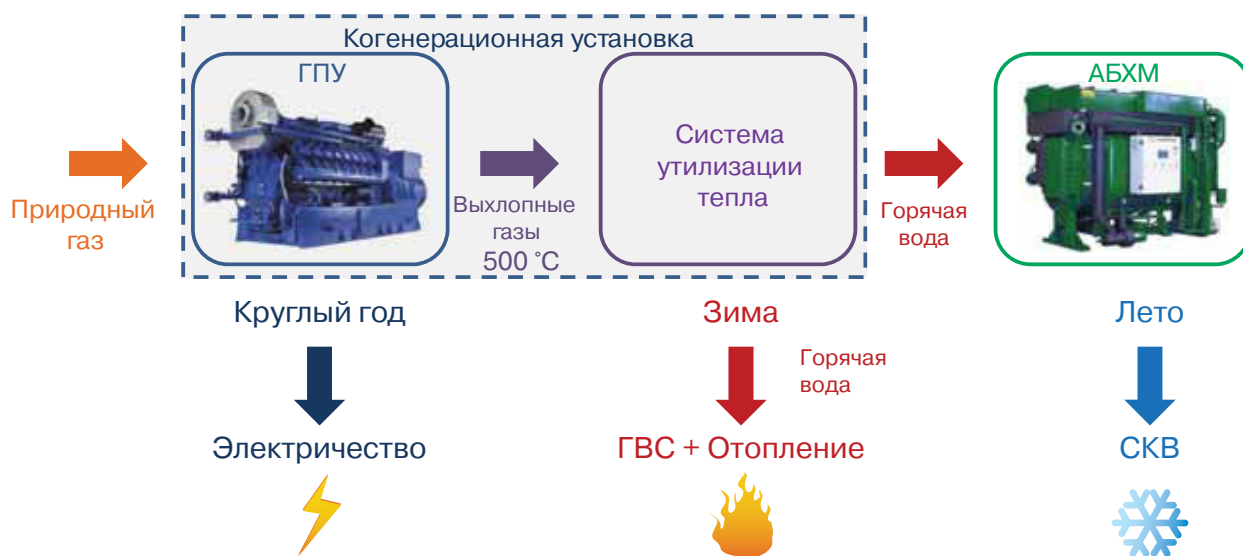 Когенерационная установка
ГПУ
АБХМ
Природный
газ
Выхлопные
газы
500 °C
Система
утилизации
тепла
Горячая
вода
Круглый год
Зима
Лето
Горячая
вода
Электричество
ГВС + Отопление
СКВ